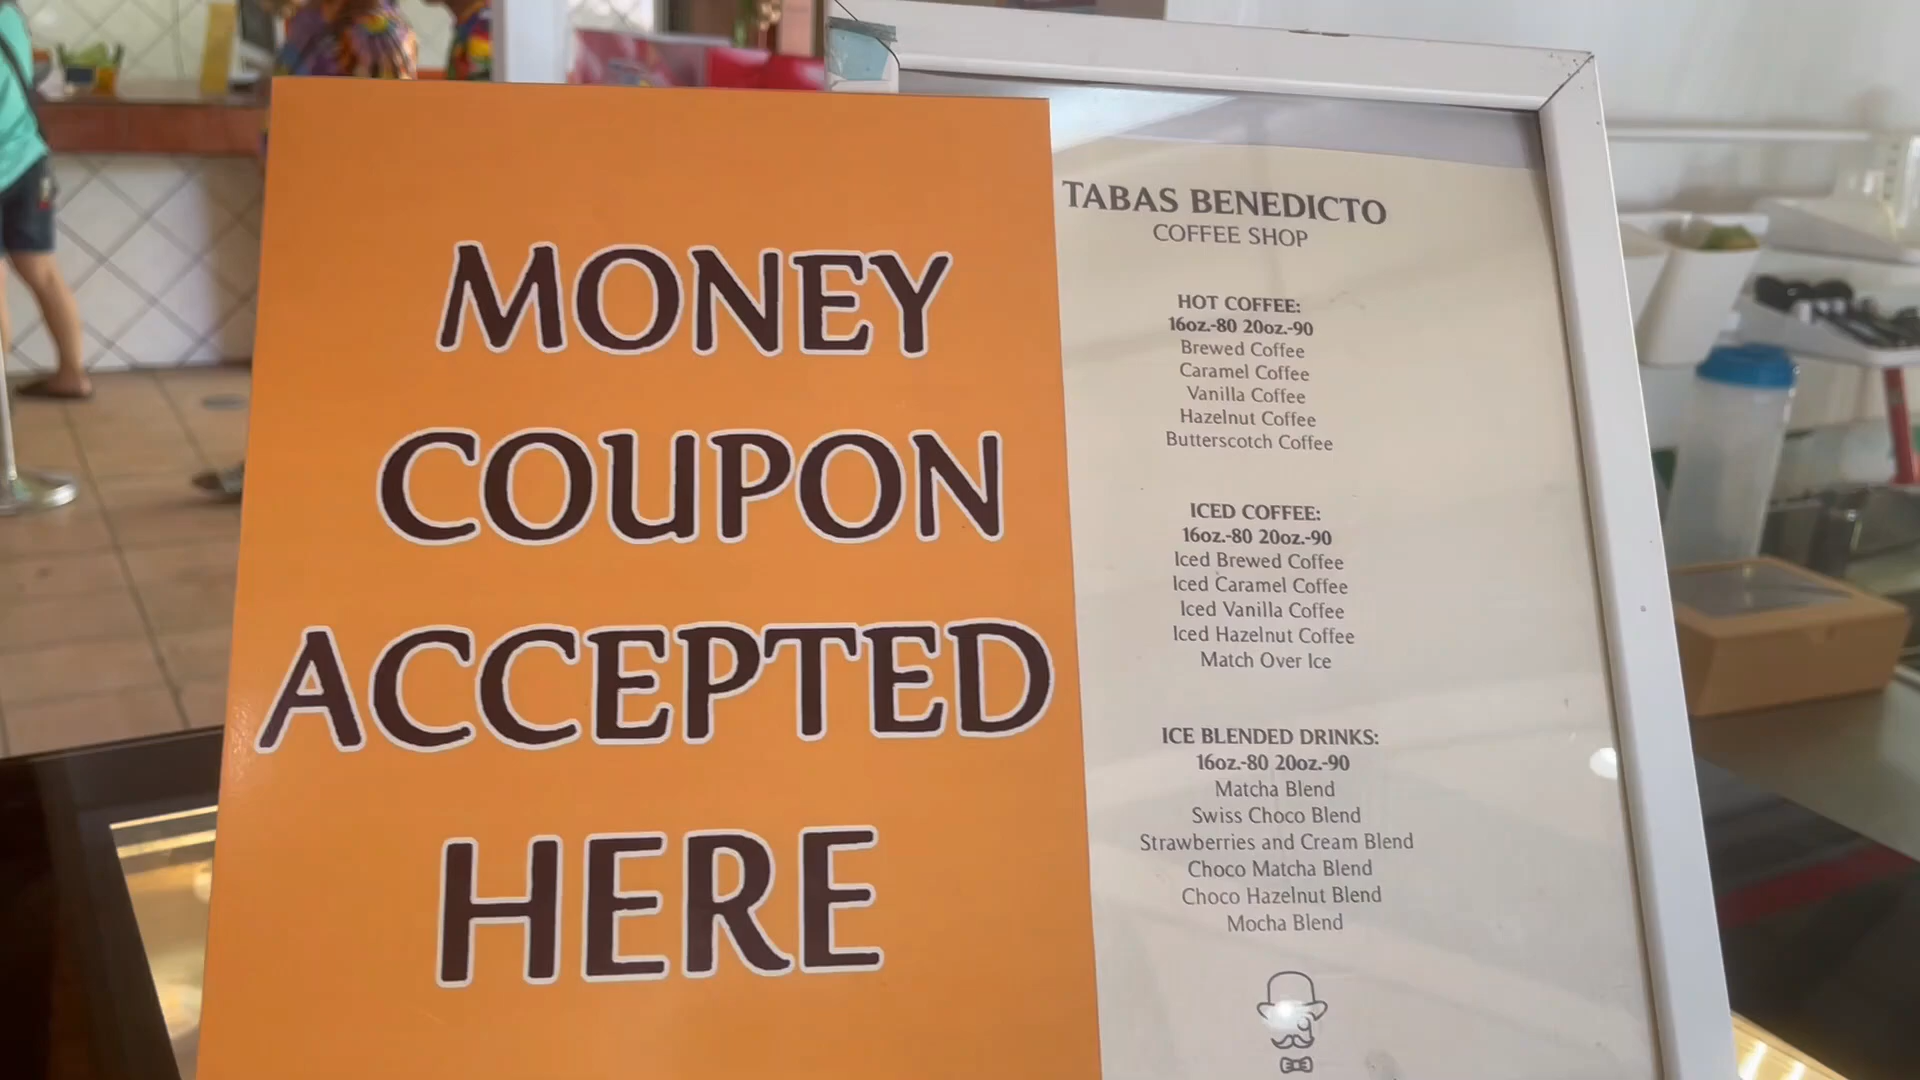 MONEY
COUPON
ACCEPTED
HERE
TABAS BENEDICTO
COFFEE SHOP
HOT COFFEE:
16oz.-80 20oz.-90
Brewed Coffee
Caramel Coffee
Vanilla Coffee
Hazelnut Coffee
Butterscotch Coffee
ICED COFFEE:
16oz.-80 20oz.-90
Iced Brewed Coffee
Iced Caramel Coffee
Iced Vanilla Coffee
Iced Hazelnut Coffee
Match Over Ice
ICE BLENDED DRINKS:
16oz.-80 20oz.-90
Matcha Blend
Swiss Choco Blend
Strawberries and Cream Blend
Choco Matcha Blend
Choco Hazelnut Blend
Mocha Blend